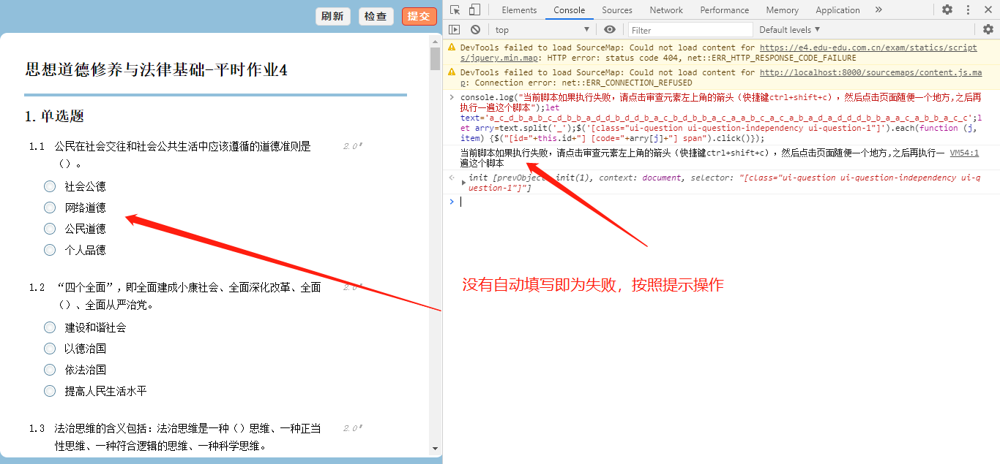 刷新 检查 提交
思想道德修养与法律基础-平时作业4
1. 单选题
1.1 公民在社会交往和社会公共生活中应该遵循的道德准则是 2.0'
（）。
社会公德
网络道德
公民道德
个人品德
1.2 “四个全面”，即全面建成小康社会、全面深化改革、全面 2.0'
（）、全面从严治党。
建设和谐社会
以德治国
依法治国
提高人民生活水平
1.3 法治思维的含义包括：法治思维是一种（）思维、一种正当 2.0'
性思维、一种符合逻辑的思维、一种科学思维。
Elements Console Sources Network Performance Memory Application »
top ▼ Filter Default levels ▼
DevTools failed to load SourceMap: Could not load content for https://e4.edu-edu.com.cn/exam/statics/script
s/jquery.min.map: HTTP error: status code 404, net::ERR_HTTP_RESPONSE_CODE_FAILURE
DevTools failed to load SourceMap: Could not load content for http://localhost:8000/sourcemaps/content.js.ma
p: Connection error: net::ERR_CONNECTION_REFUSED
> console.log("当前脚本如果执行失败，请点击审查元素左上角的箭头（快捷键ctrl+shift+c），然后点击页面随便一个地方,之后再
执行一遍这个脚本");let
text='a_c_d_b_a_b_c_d_b_b_a_d_d_b_d_d_b_a_c_b_d_b_b_a_c_a_a_b_c_a_c_a_b_a_d_a_d_d_d_d_b_b_a_a_c_a_b_b_a_c_c';l
et arry=text.split('_');$('[class="ui-question ui-question-independency ui-question-1"]').each(function (j,
item) {$("[id="+this.id+"] [code="+arry[j]+"] span").click()});
当前脚本如果执行失败，请点击审查元素左上角的箭头（快捷键ctrl+shift+c），然后点击页面随便一个地方,之后再执行一 VM54:1
遍这个脚本
init [prevObject: init(1), context: document, selector: "[class="ui-question ui-question-independency ui-q
uestion-1"]"]
>
没有自动填写即为失败，按照提示操作